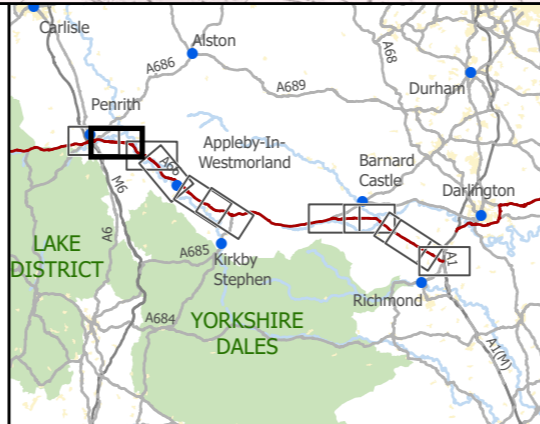 Carlisle
Alston
A68
A686
A689
Durham
Penrith
Appleby-In-
Westmorland
Barnard
Castle
Darlington
A66
M6
LAKE
DISTRICT
A6
A685
Kirkby
Stephen
A1
Richmond
A684
YORKSHIRE
DALES
A1(M)